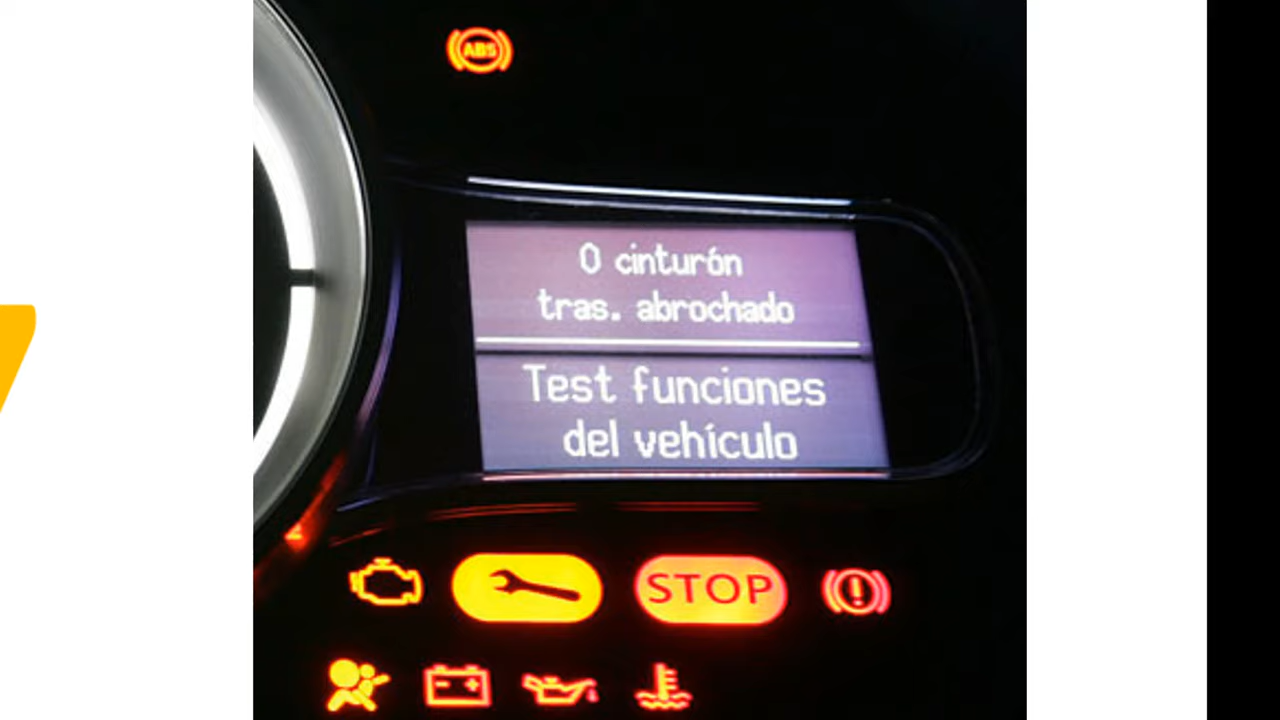 ABS
0 cinturón
tras. abrochado
Test funciones
del vehículo
STOP